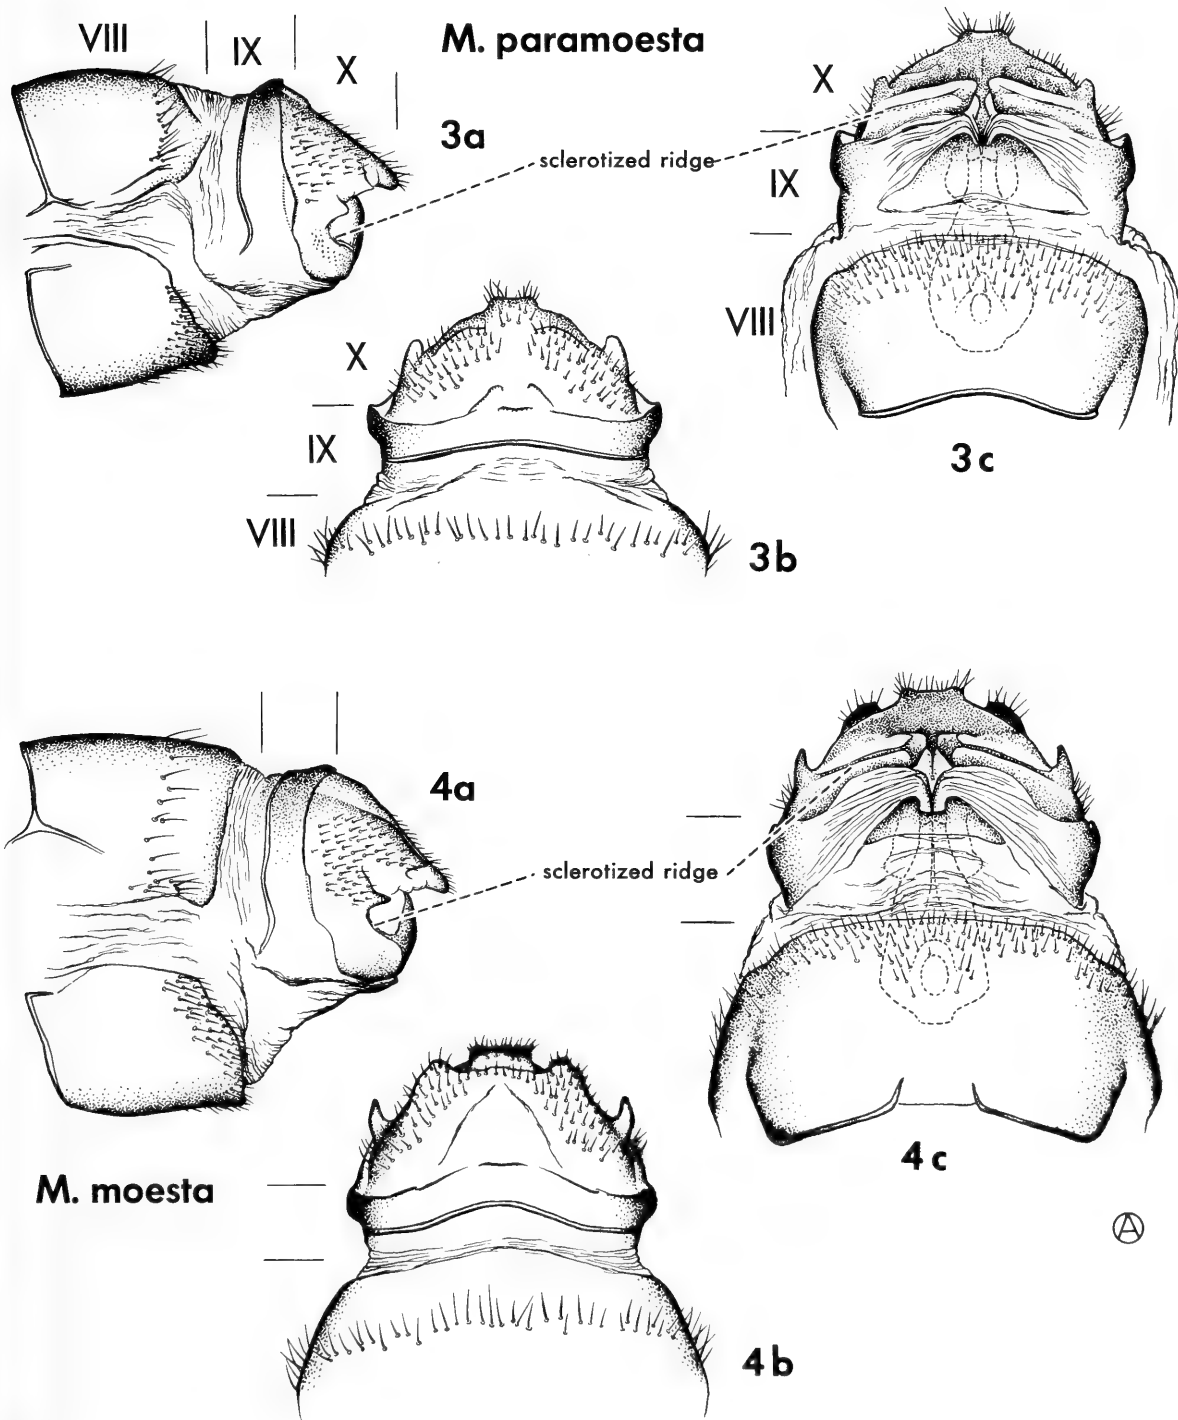 VIII
IX
X
M. paramoesta
3a
sclerotized ridge
X
IX
VIII
3c
X
IX
VIII
3b
4a
sclerotized ridge
4c
M. moesta
A
4b